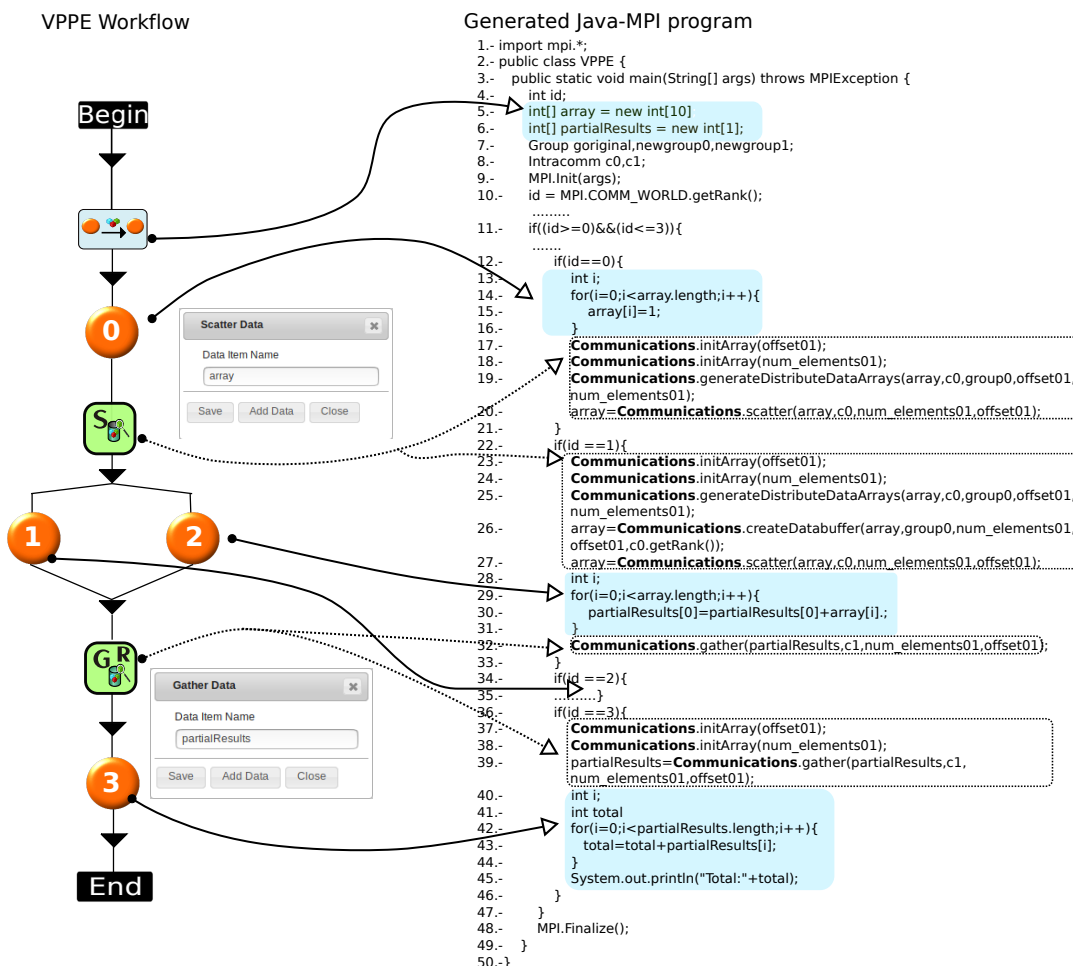 VPPE Workflow
Begin
0
Scatter Data
Data Item Name
array
Save Add Data Close
S
1 2
G R
Gather Data
Data Item Name
partialResults
Save Add Data Close
3
End
Generated Java-MPI program
1.- import mpi.*;
2.- public class VPPE {
3.- public static void main(String[] args) throws MPIException {
4.- int id;
5.- int[] array = new int[10]
6.- int[] partialResults = new int[1];
7.- Group goriginal,newgroup0,newgroup1;
8.- Intracomm c0,c1;
9.- MPI.Init(args);
10.- id = MPI.COMM_WORLD.getRank();
.........
11.- if((id>=0)&&(id<=3)){
.......
12.- if(id==0){
13.- int i;
14.- for(i=0;i<array.length;i++){
15.- array[i]=1;
16.- }
17.- Communications.initArray(offset01);
18.- Communications.initArray(num_elements01);
19.- Communications.generateDistributeDataArrays(array,c0,group0,offset01,
num_elements01);
20.- array=Communications.scatter(array,c0,num_elements01,offset01);
21.- }
22.- if(id ==1){
23.- Communications.initArray(offset01);
24.- Communications.initArray(num_elements01);
25.- Communications.generateDistributeDataArrays(array,c0,group0,offset01,
num_elements01);
26.- array=Communications.createDatabuffer(array,group0,num_elements01,
offset01,c0.getRank());
27.- array=Communications.scatter(array,c0,num_elements01,offset01);
28.- int i;
29.- for(i=0;i<array.length;i++){
30.- partialResults[0]=partialResults[0]+array[i].;
31.- }
32.- Communications.gather(partialResults,c1,num_elements01,offset01);
33.- }
34.- if(id ==2){
35.- ..........}
36.- if(id ==3){
37.- Communications.initArray(offset01);
38.- Communications.initArray(num_elements01);
39.- partialResults=Communications.gather(partialResults,c1,
num_elements01,offset01);
40.- int i;
41.- int total
42.- for(i=0;i<partialResults.length;i++){
43.- total=total+partialResults[i];
44.- }
45.- System.out.println("Total:"+total);
46.- }
47.- }
48.- MPI.Finalize();
49.- }
50.-}